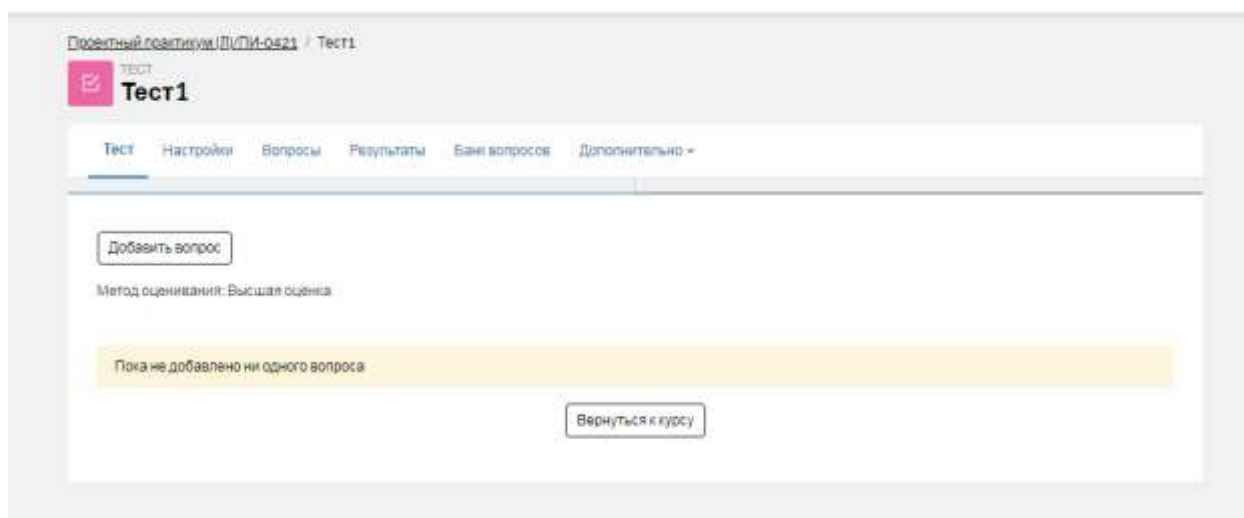 Проектный практикум (Д)/ПИ-0421 / Тест1
ТЕСТ
Тест1
Тест Настройки Вопросы Результаты Банк вопросов Дополнительно
Добавить вопрос
Метод оценивания: Высшая оценка
Пока не добавлено ни одного вопроса
Вернуться к курсу